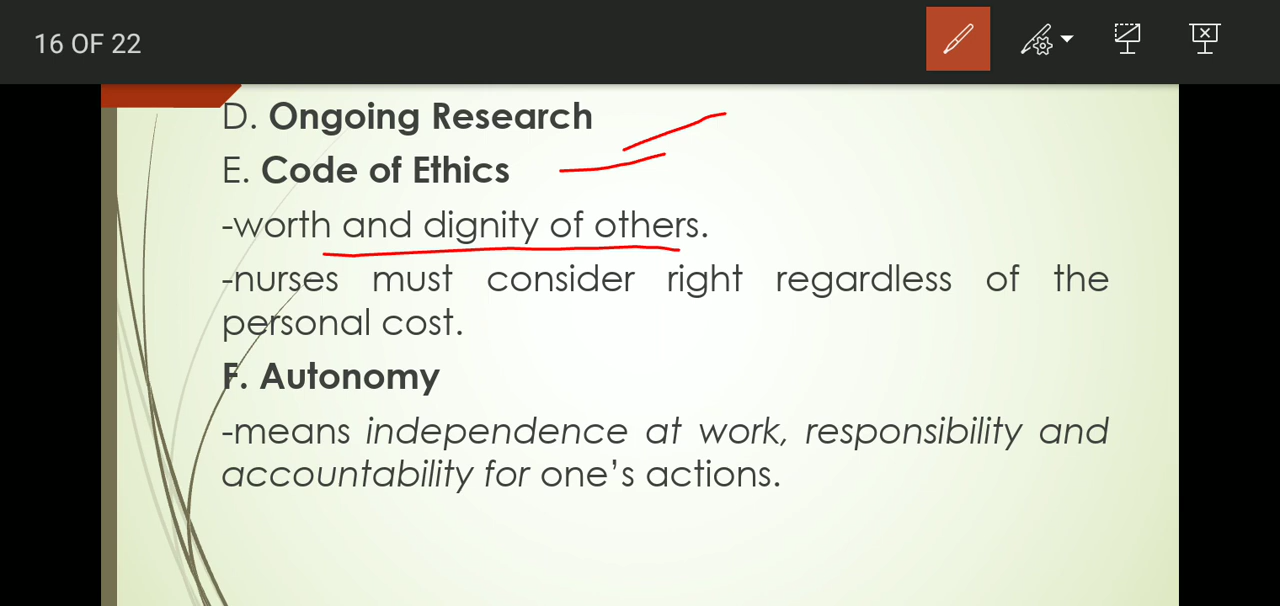 16 OF 22
D. Ongoing Research
E. Code of Ethics
-worth and dignity of others.
-nurses must consider right regardless of the
personal cost.
F. Autonomy
-means independence at work, responsibility and
accountability for one’s actions.